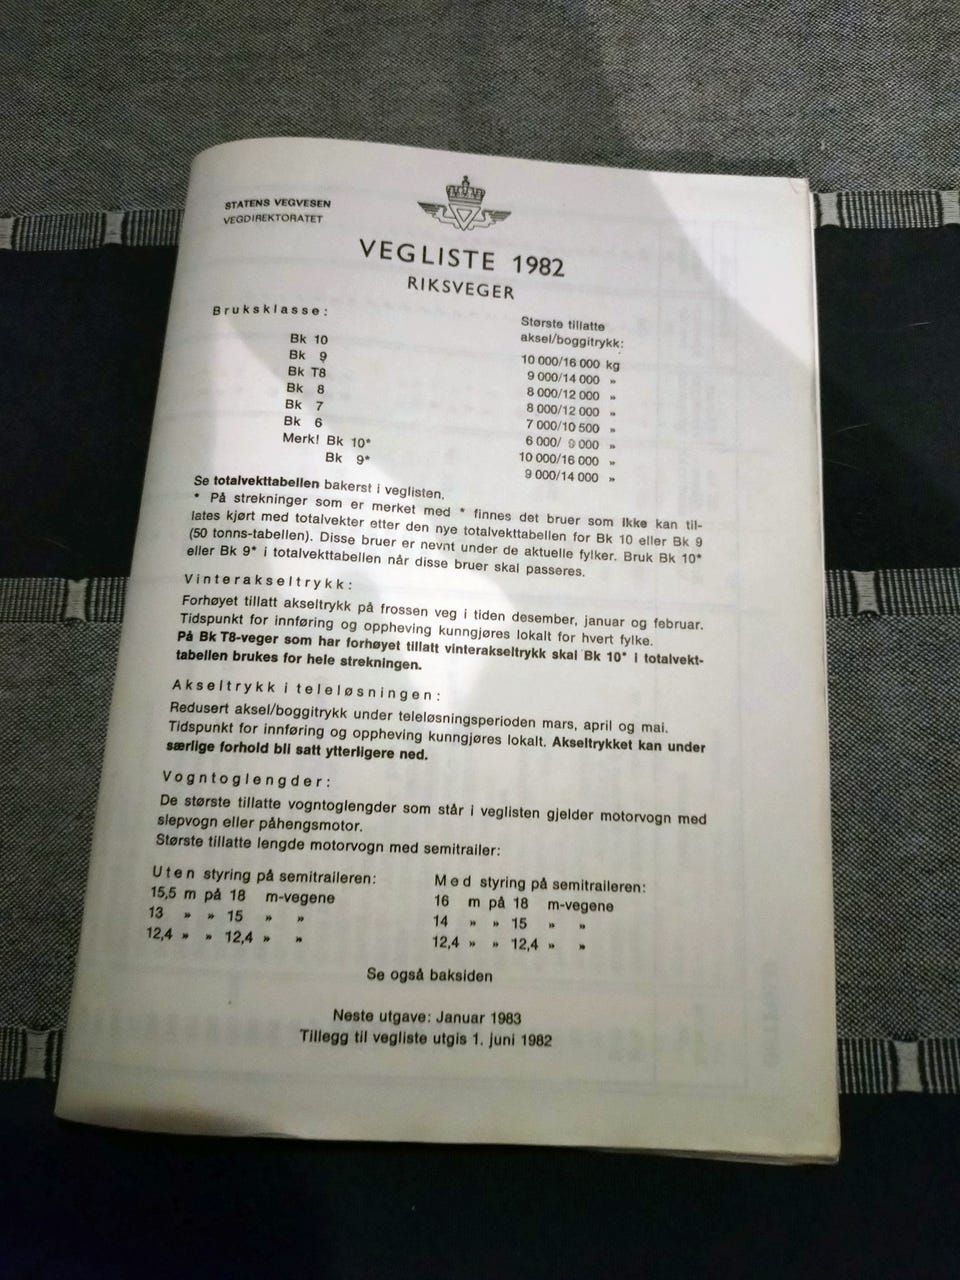 STATENS VEGVESEN
VEGDIREKTORATET
VEGLISTE 1982
RIKSVEGER
Bruksklasse: Største tillatte
aksel/boggitrykk:
Bk 10 10 000/16 000 kg
Bk 9 9 000/14 000 »
Bk T8 8 000/12 000 »
Bk 8 8 000/12 000 »
Bk 7 7 000/10 500 »
Bk 6 6 000/ 9 000 »
Merk! Bk 10* 10 000/16 000 »
Bk 9* 9 000/14 000 »
Se totalvekttabellen bakerst i veglisten.
* På strekninger som er merket med * finnes det bruer som ikke kan til-
lates kjørt med totalvekter etter den nye totalvekttabellen for Bk 10 eller Bk 9
(50 tonns-tabellen). Disse bruer er nevnt under de aktuelle fylker. Bruk Bk 10*
eller Bk 9* i totalvekttabellen når disse bruer skal passeres.
Vinterakseltrykk:
Forhøyet tillatt akseltrykk på frossen veg i tiden desember, januar og februar.
Tidspunkt for innføring og oppheving kunngjøres lokalt for hvert fylke.
På Bk T8-veger som har forhøyet tillatt vinterakseltrykk skal Bk 10* i totalvekt-
tabellen brukes for hele strekningen.
Akseltrykk i teleløsningen:
Redusert aksel/boggitrykk under teleløsningsperioden mars, april og mai.
Tidspunkt for innføring og oppheving kunngjøres lokalt. Akseltrykket kan under
særlige forhold bli satt ytterligere ned.
Vogntoglengder:
De største tillatte vogntoglengder som står i veglisten gjelder motorvogn med
slepvogn eller påhengsmotor.
Største tillatte lengde motorvogn med semitrailer:
Uten styring på semitraileren: Med styring på semitraileren:
15,5 m på 18 m-vegene 16 m på 18 m-vegene
13 » » 15 » » 14 » » 15 » »
12,4 » » 12,4 » » 12,4 » » 12,4 » »
Se også baksiden
Neste utgave: Januar 1983
Tillegg til vegliste utgis 1. juni 1982